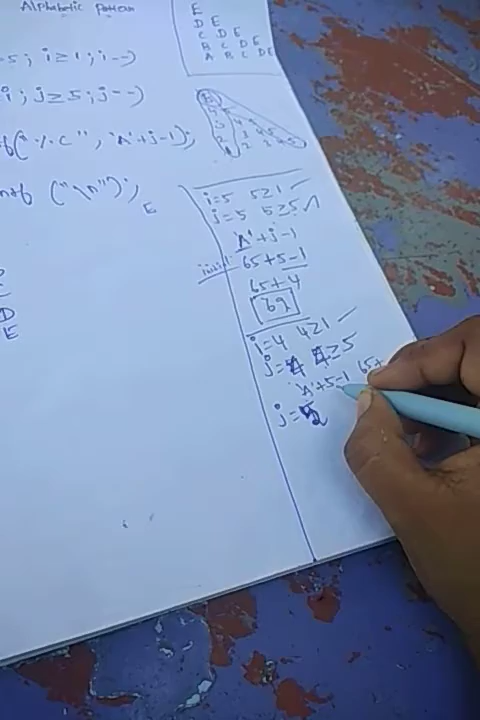 Alphabetic Pattern
E
D E
C D E
B C D E
A B C D E
=5; i≥1; i--)
=i; j≥5; j--)
f("%c", 'A'+j-1);
ntf ("\n");
E
D
E
i=5 5≥1 ✓
j=5 5≥5 ✓
'A'+j-1
65+5-1
65+4
69
i=4 4≥1 ✓
j=4 4≥5
'A'+5-1 65+
j=5